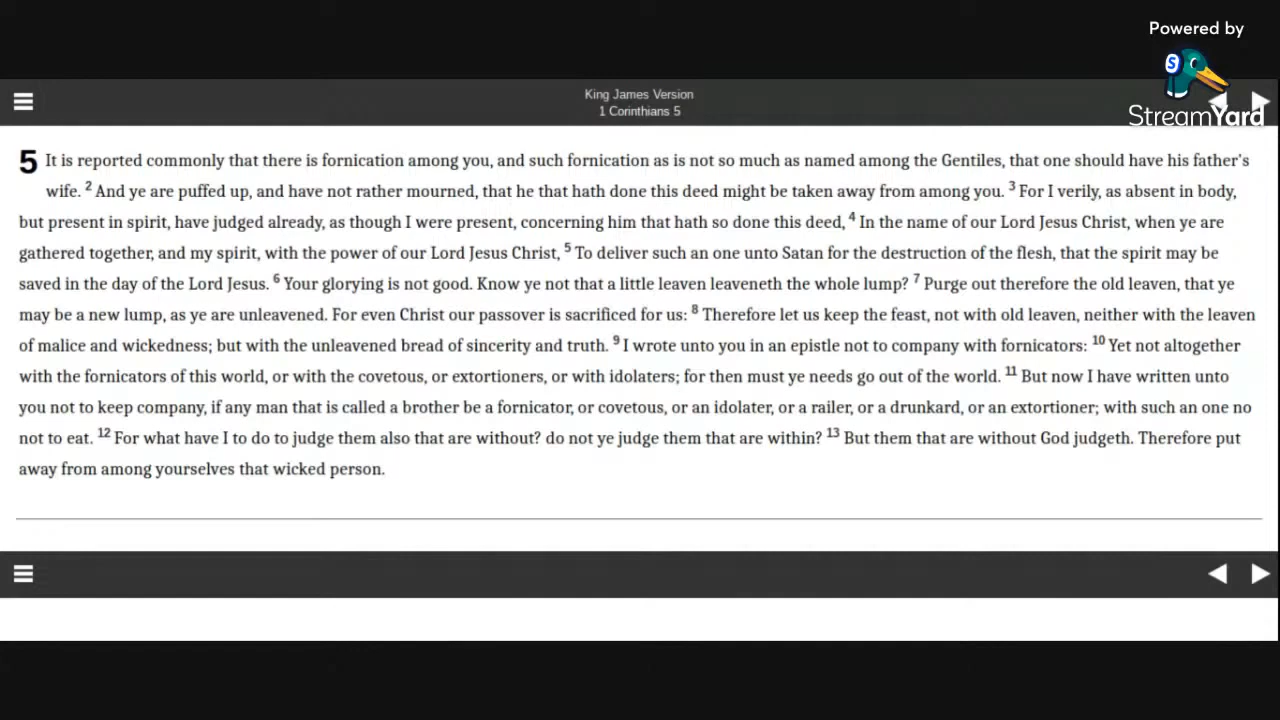 Powered by
StreamYard
King James Version
1 Corinthians 5
5 It is reported commonly that there is fornication among you, and such fornication as is not so much as named among the Gentiles, that one should have his father's
wife. 2 And ye are puffed up, and have not rather mourned, that he that hath done this deed might be taken away from among you. 3 For I verily, as absent in body,
but present in spirit, have judged already, as though I were present, concerning him that hath so done this deed, 4 In the name of our Lord Jesus Christ, when ye are
gathered together, and my spirit, with the power of our Lord Jesus Christ, 5 To deliver such an one unto Satan for the destruction of the flesh, that the spirit may be
saved in the day of the Lord Jesus. 6 Your glorying is not good. Know ye not that a little leaven leaveneth the whole lump? 7 Purge out therefore the old leaven, that ye
may be a new lump, as ye are unleavened. For even Christ our passover is sacrificed for us: 8 Therefore let us keep the feast, not with old leaven, neither with the leaven
of malice and wickedness; but with the unleavened bread of sincerity and truth. 9 I wrote unto you in an epistle not to company with fornicators: 10 Yet not altogether
with the fornicators of this world, or with the covetous, or extortioners, or with idolaters; for then must ye needs go out of the world. 11 But now I have written unto
you not to keep company, if any man that is called a brother be a fornicator, or covetous, or an idolater, or a railer, or a drunkard, or an extortioner; with such an one no
not to eat. 12 For what have I to do to judge them also that are without? do not ye judge them that are within? 13 But them that are without God judgeth. Therefore put
away from among yourselves that wicked person.